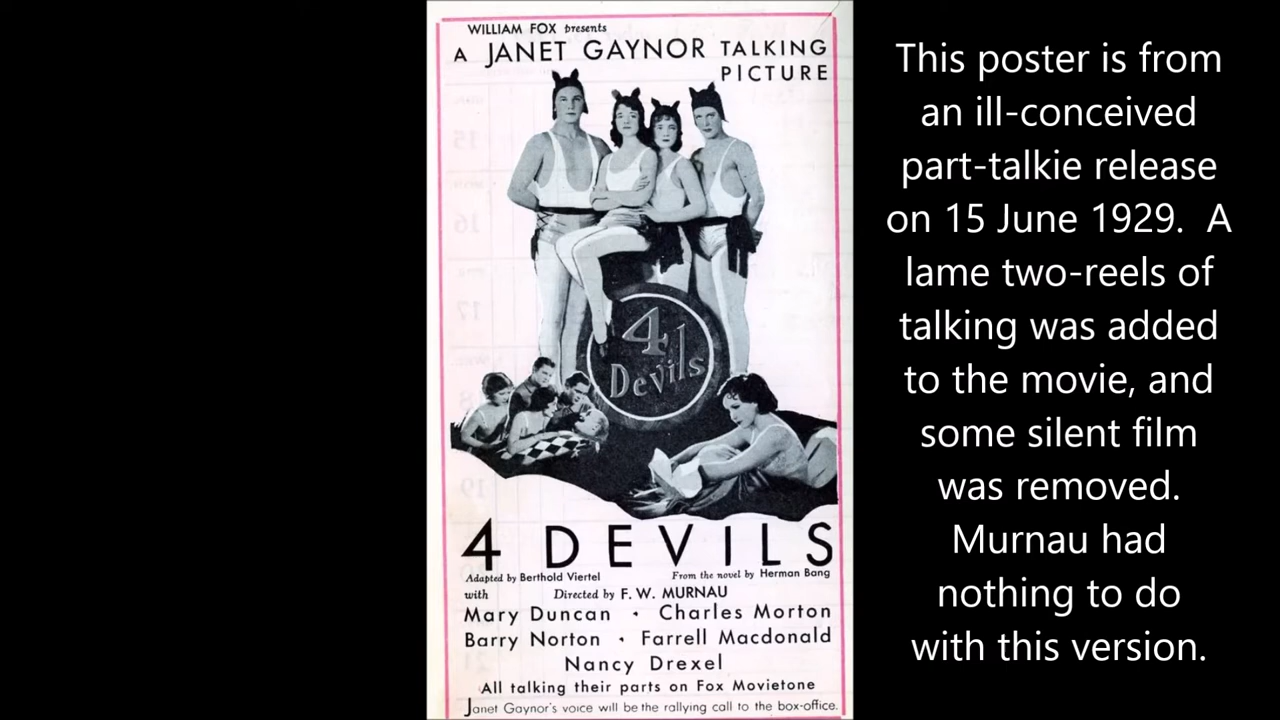 WILLIAM FOX presents
A JANET GAYNOR TALKING
PICTURE
4
Devils
4 DEVILS
Adapted by Berthold Viertel From the novel by Herman Bang
with Directed by F. W. MURNAU
Mary Duncan • Charles Morton
Barry Norton • Farrell Macdonald
Nancy Drexel
All talking their parts on Fox Movietone
Janet Gaynor's voice will be the rallying call to the box-office.
This poster is from
an ill-conceived
part-talkie release
on 15 June 1929.  A
lame two-reels of
talking was added
to the movie, and
some silent film
was removed.
Murnau had
nothing to do
with this version.